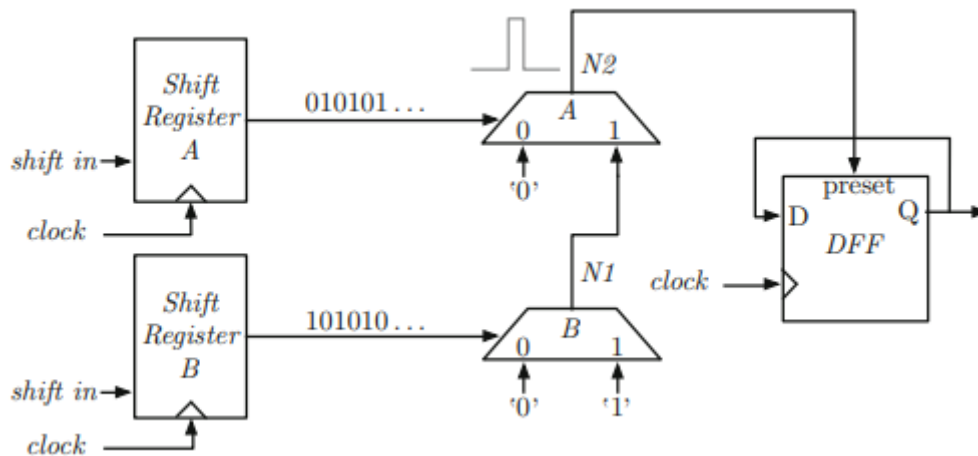 Shift
Register
A
shift in
clock
010101...
N2
A
0 1
'0'
preset
D Q
DFF
clock
N1
Shift
Register
B
shift in
clock
101010...
B
0 1
'0' '1'